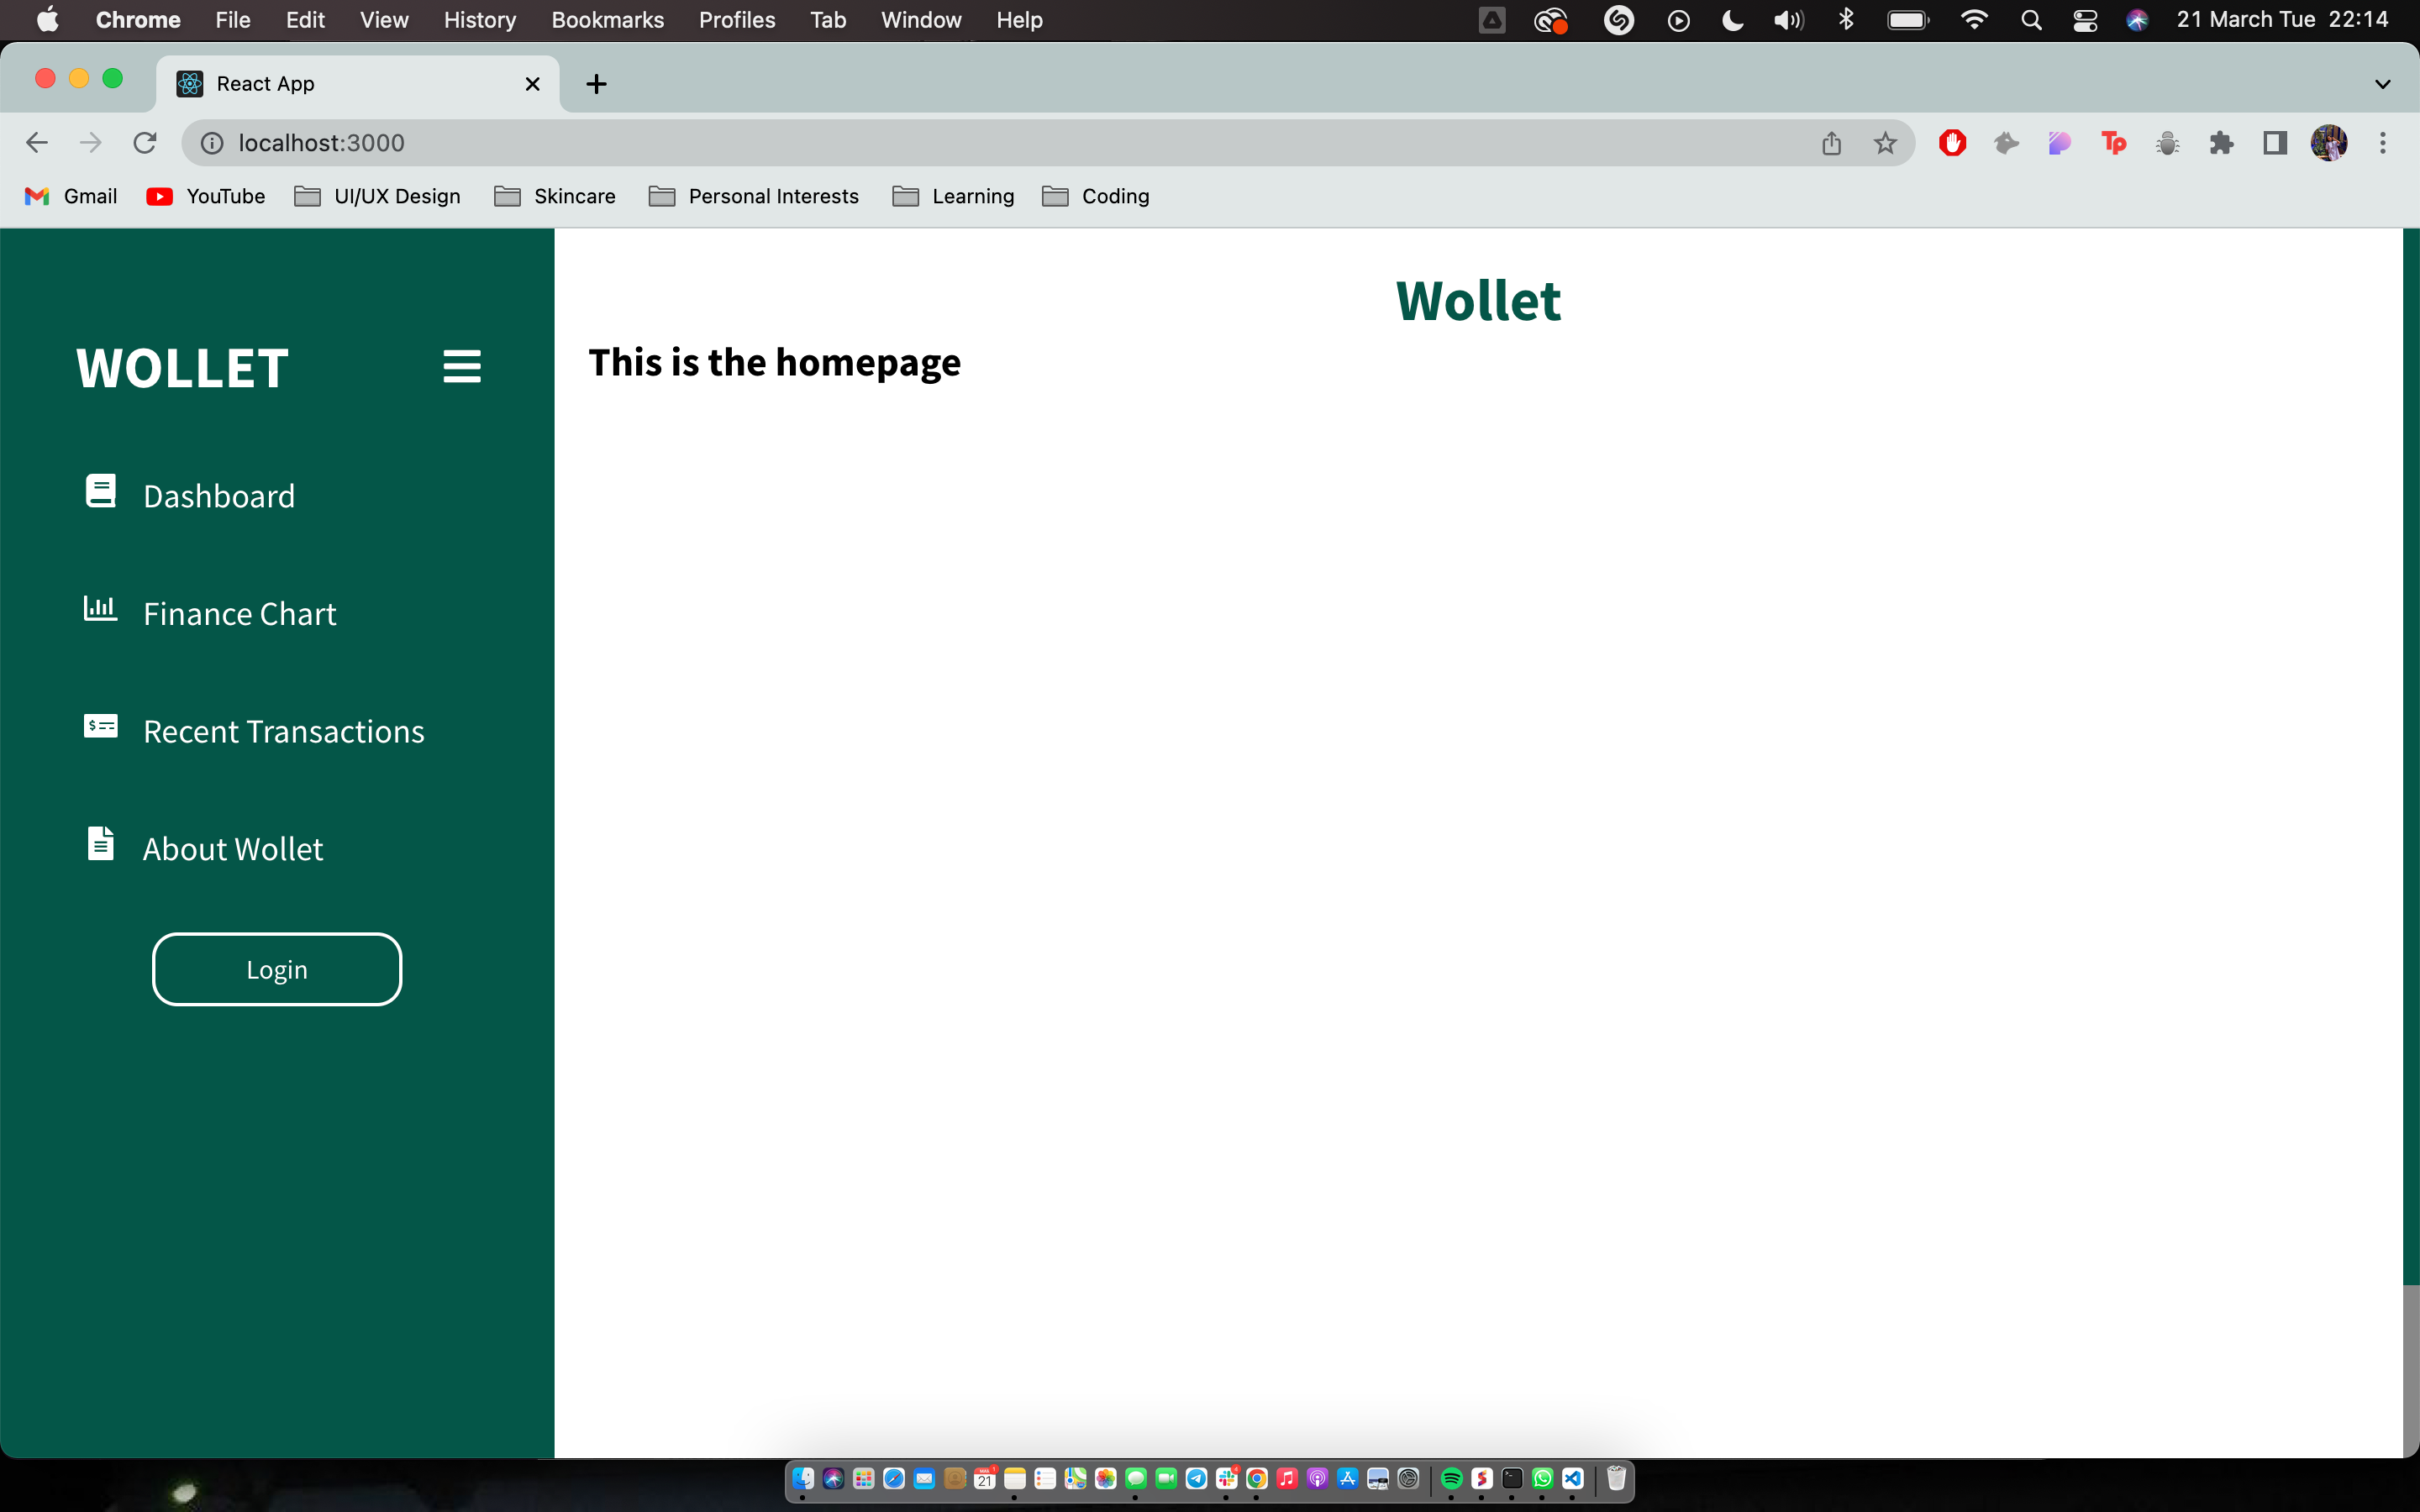 Chrome File Edit View History Bookmarks Profiles Tab Window Help 21 March Tue 22:14
React App
localhost:3000
Tp
Gmail YouTube UI/UX Design Skincare Personal Interests Learning Coding
Wollet
This is the homepage
WOLLET
Dashboard
Finance Chart
$
Recent Transactions
About Wollet
Login
21